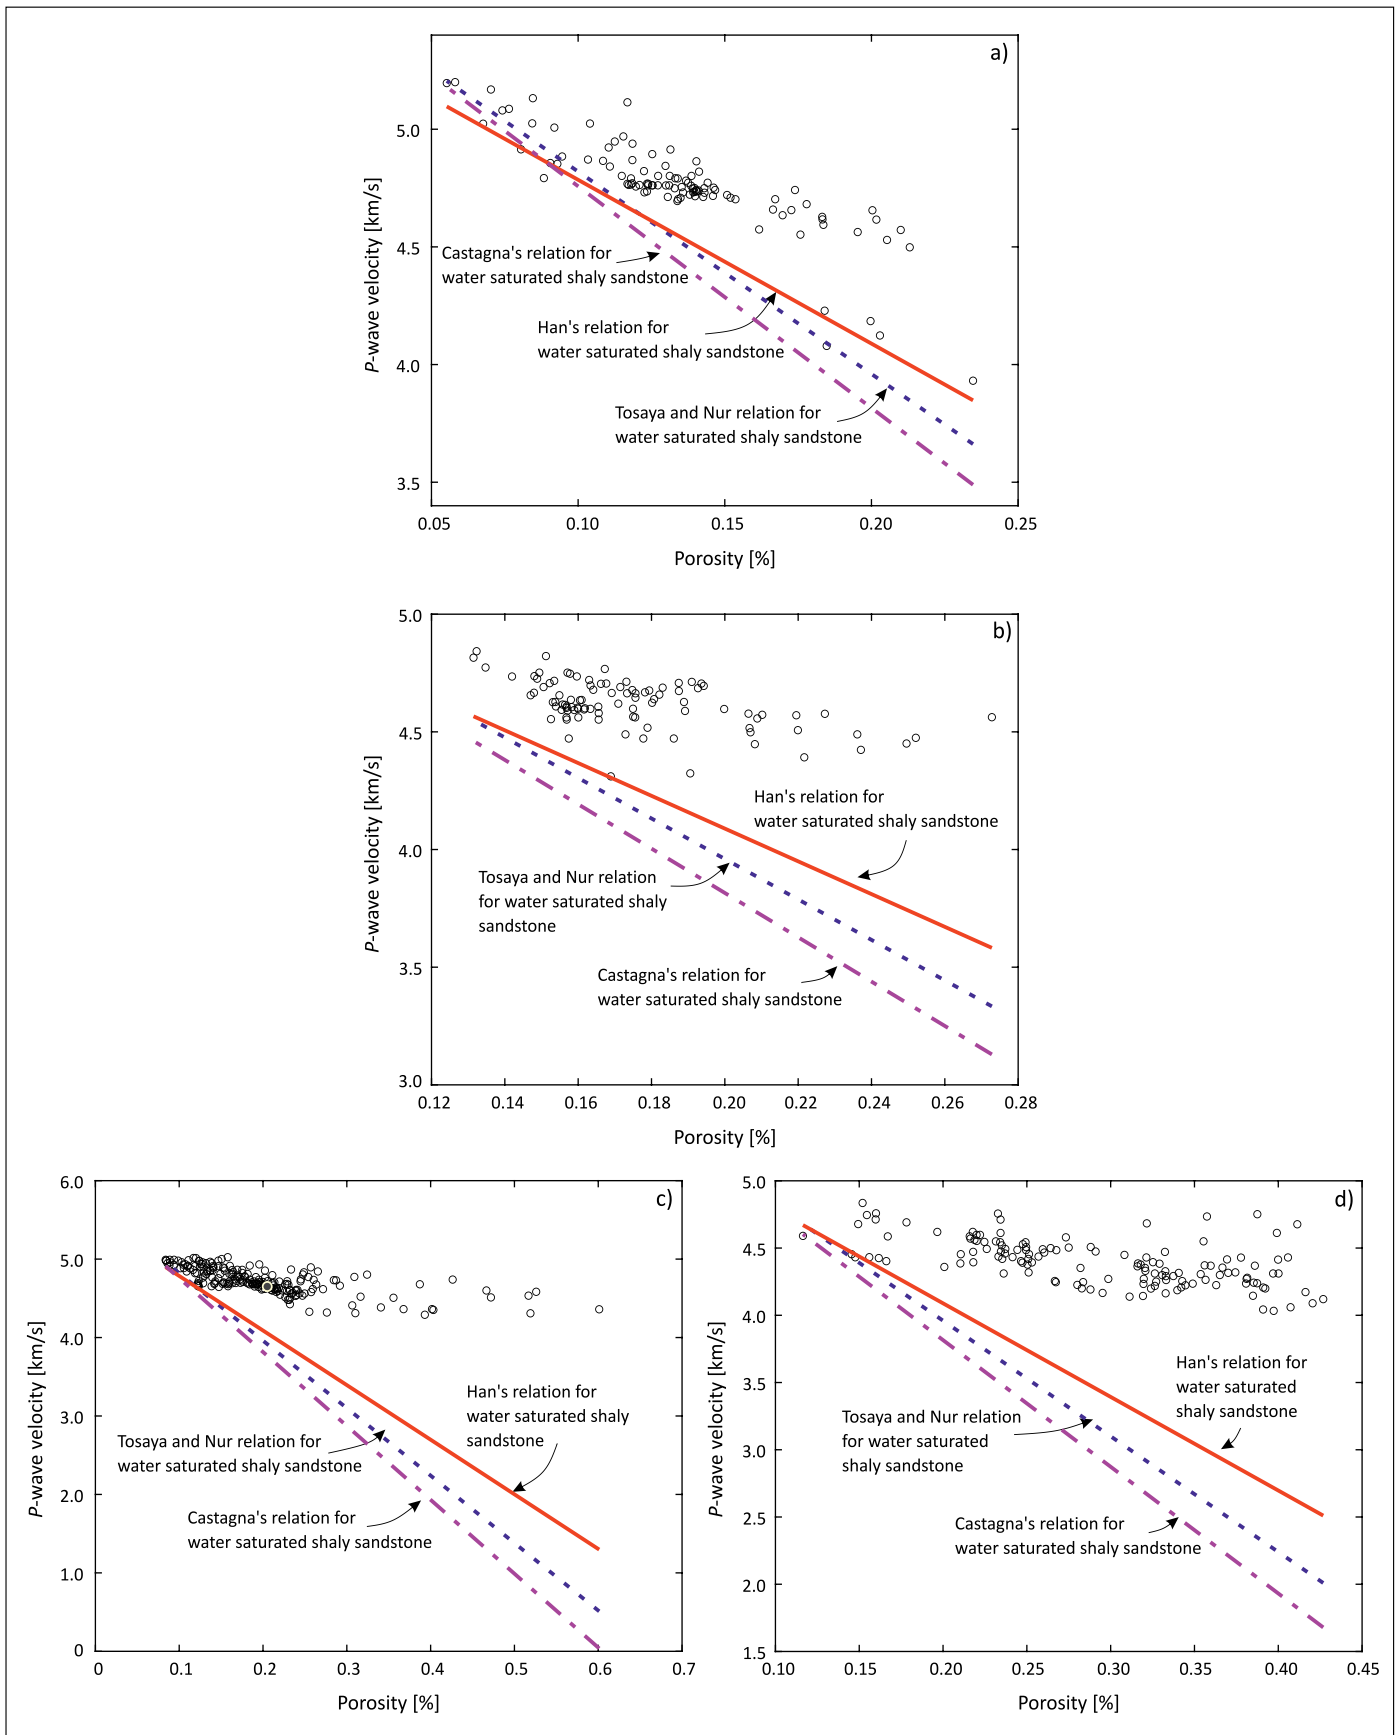 a)
5.0
4.5
4.0
3.5
P-wave velocity [km/s]
Castagna's relation for
water saturated shaly sandstone
Han's relation for
water saturated shaly sandstone
Tosaya and Nur relation for
water saturated shaly sandstone
0.05 0.10 0.15 0.20 0.25
Porosity [%]
b)
5.0
4.5
4.0
3.5
3.0
P-wave velocity [km/s]
Han's relation for
water saturated shaly sandstone
Tosaya and Nur relation
for water saturated shaly
sandstone
Castagna's relation for
water saturated shaly sandstone
0.12 0.14 0.16 0.18 0.20 0.22 0.24 0.26 0.28
Porosity [%]
c)
6.0
5.0
4.0
3.0
2.0
1.0
0
P-wave velocity [km/s]
Han's relation for
water saturated shaly
sandstone
Tosaya and Nur relation for
water saturated shaly sandstone
Castagna's relation for
water saturated shaly sandstone
0 0.1 0.2 0.3 0.4 0.5 0.6 0.7
Porosity [%]
d)
5.0
4.5
4.0
3.5
3.0
2.5
2.0
1.5
P-wave velocity [km/s]
Han's relation for
water saturated
shaly sandstone
Tosaya and Nur relation
for water saturated
shaly sandstone
Castagna's relation for
water saturated shaly sandstone
0.10 0.15 0.20 0.25 0.30 0.35 0.40 0.45
Porosity [%]